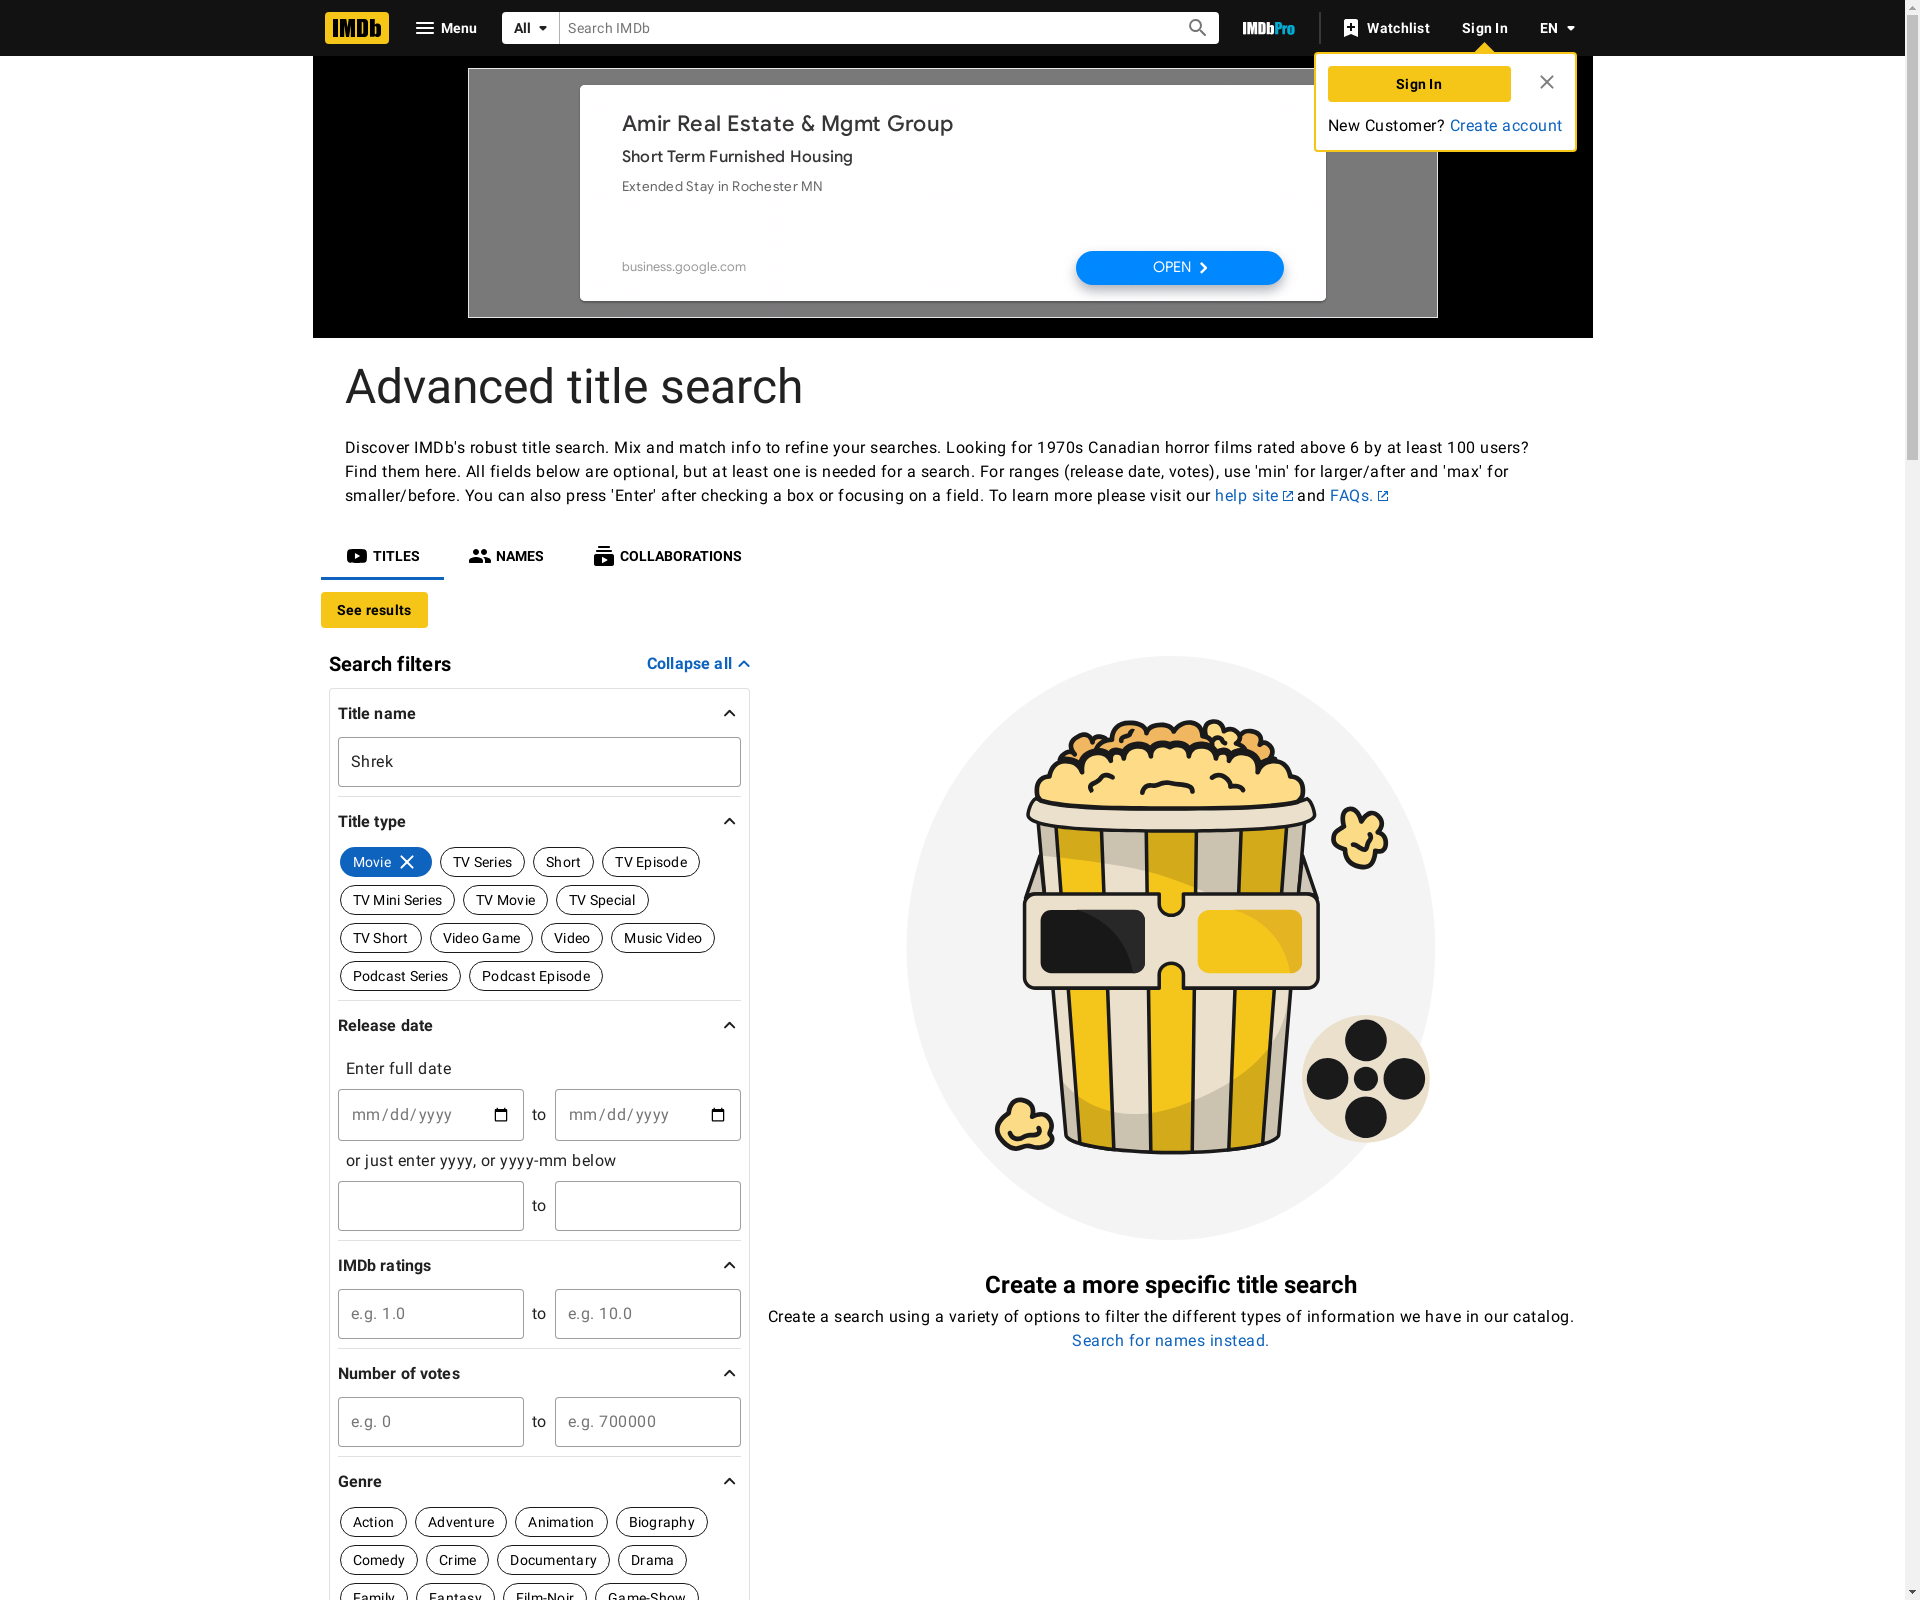 IMDb
Menu
All
Search IMDb
IMDbPro
Watchlist
Sign In
EN
Sign In
New Customer? Create account
Amir Real Estate & Mgmt Group
Short Term Furnished Housing
Extended Stay in Rochester MN
business.google.com
OPEN
Advanced title search
Discover IMDb's robust title search. Mix and match info to refine your searches. Looking for 1970s Canadian horror films rated above 6 by at least 100 users?
Find them here. All fields below are optional, but at least one is needed for a search. For ranges (release date, votes), use 'min' for larger/after and 'max' for
smaller/before. You can also press 'Enter' after checking a box or focusing on a field. To learn more please visit our help site and FAQs.
TITLES
NAMES
COLLABORATIONS
See results
Search filters
Collapse all
Title name
Shrek
Title type
Movie TV Series Short TV Episode
TV Mini Series TV Movie TV Special
TV Short Video Game Video Music Video
Podcast Series Podcast Episode
Release date
Enter full date
mm/dd/yyyy to mm/dd/yyyy
or just enter yyyy, or yyyy-mm below
to
IMDb ratings
e.g. 1.0 to e.g. 10.0
Number of votes
e.g. 0 to e.g. 700000
Genre
Action Adventure Animation Biography
Comedy Crime Documentary Drama
Family Fantasy Film-Noir Game-Show
Create a more specific title search
Create a search using a variety of options to filter the different types of information we have in our catalog.
Search for names instead.